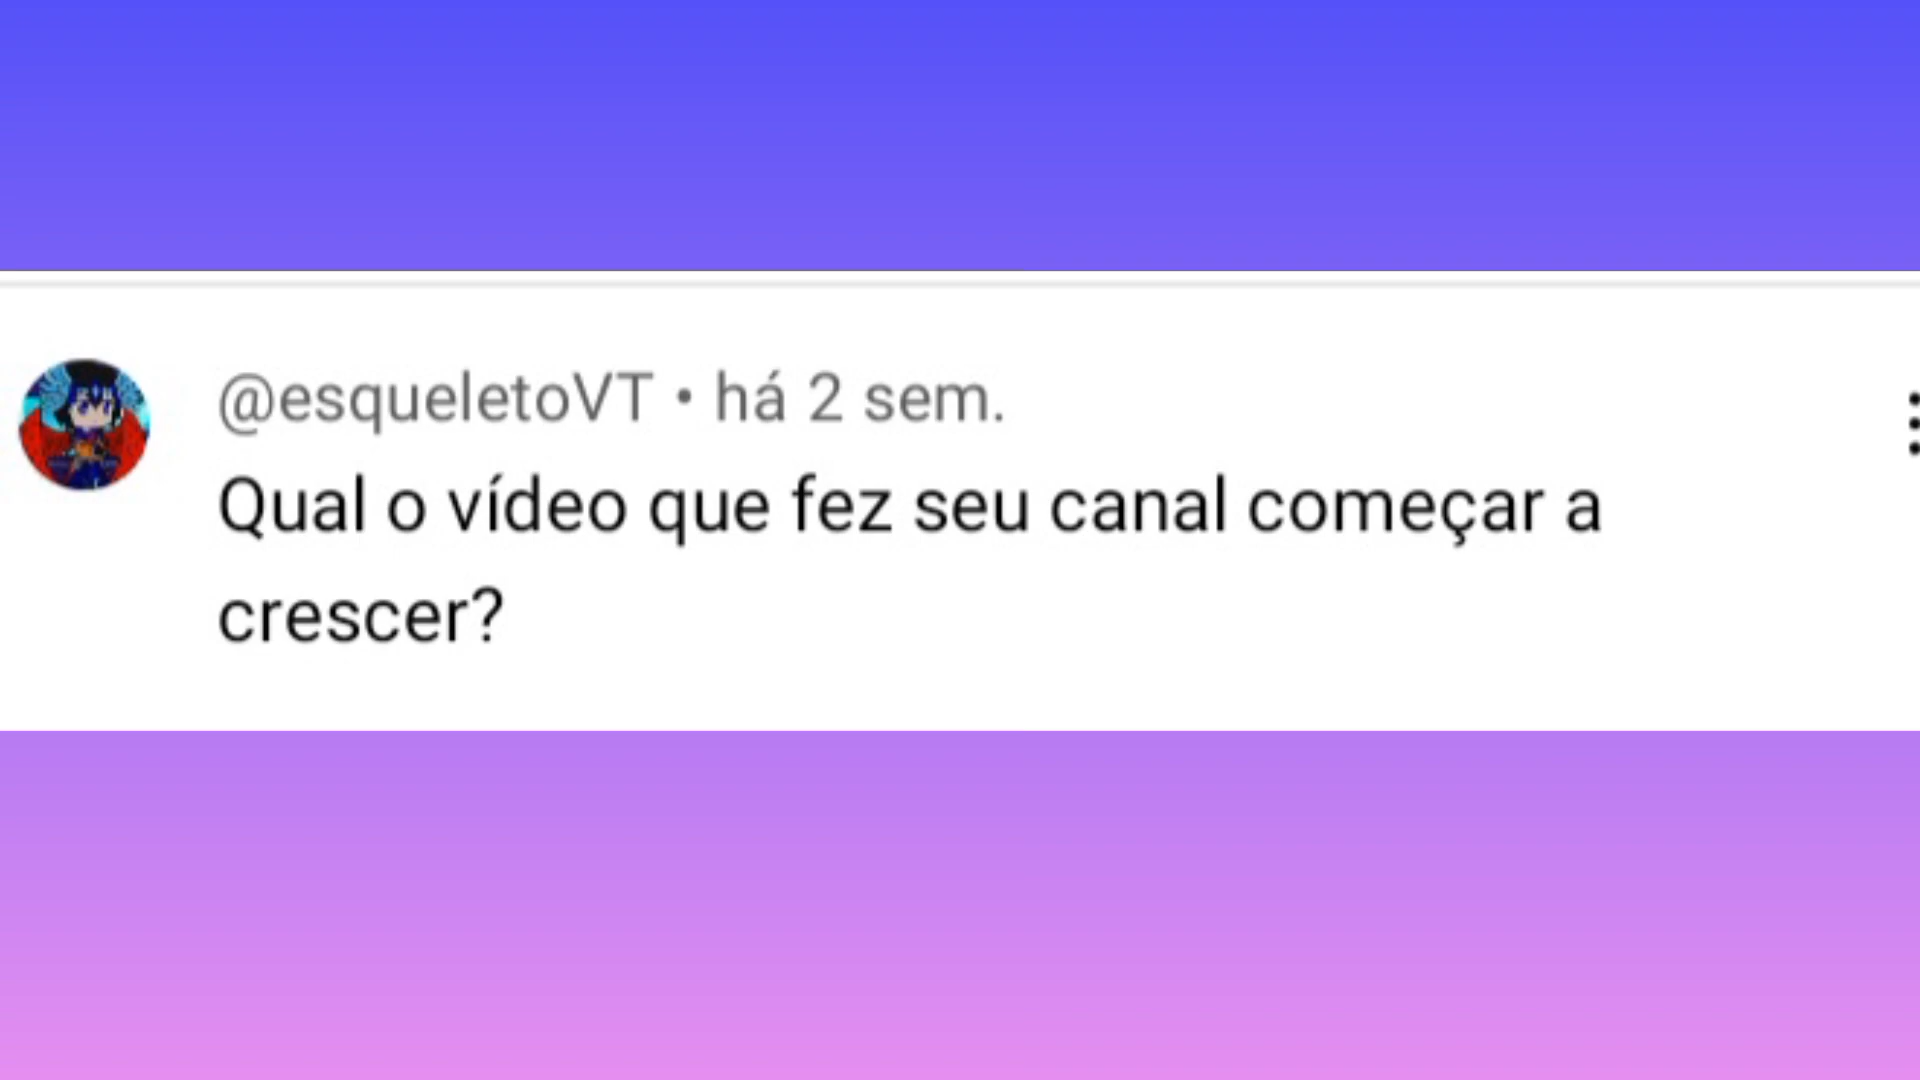 @esqueletoVT • há 2 sem.
Qual o vídeo que fez seu canal começar a
crescer?